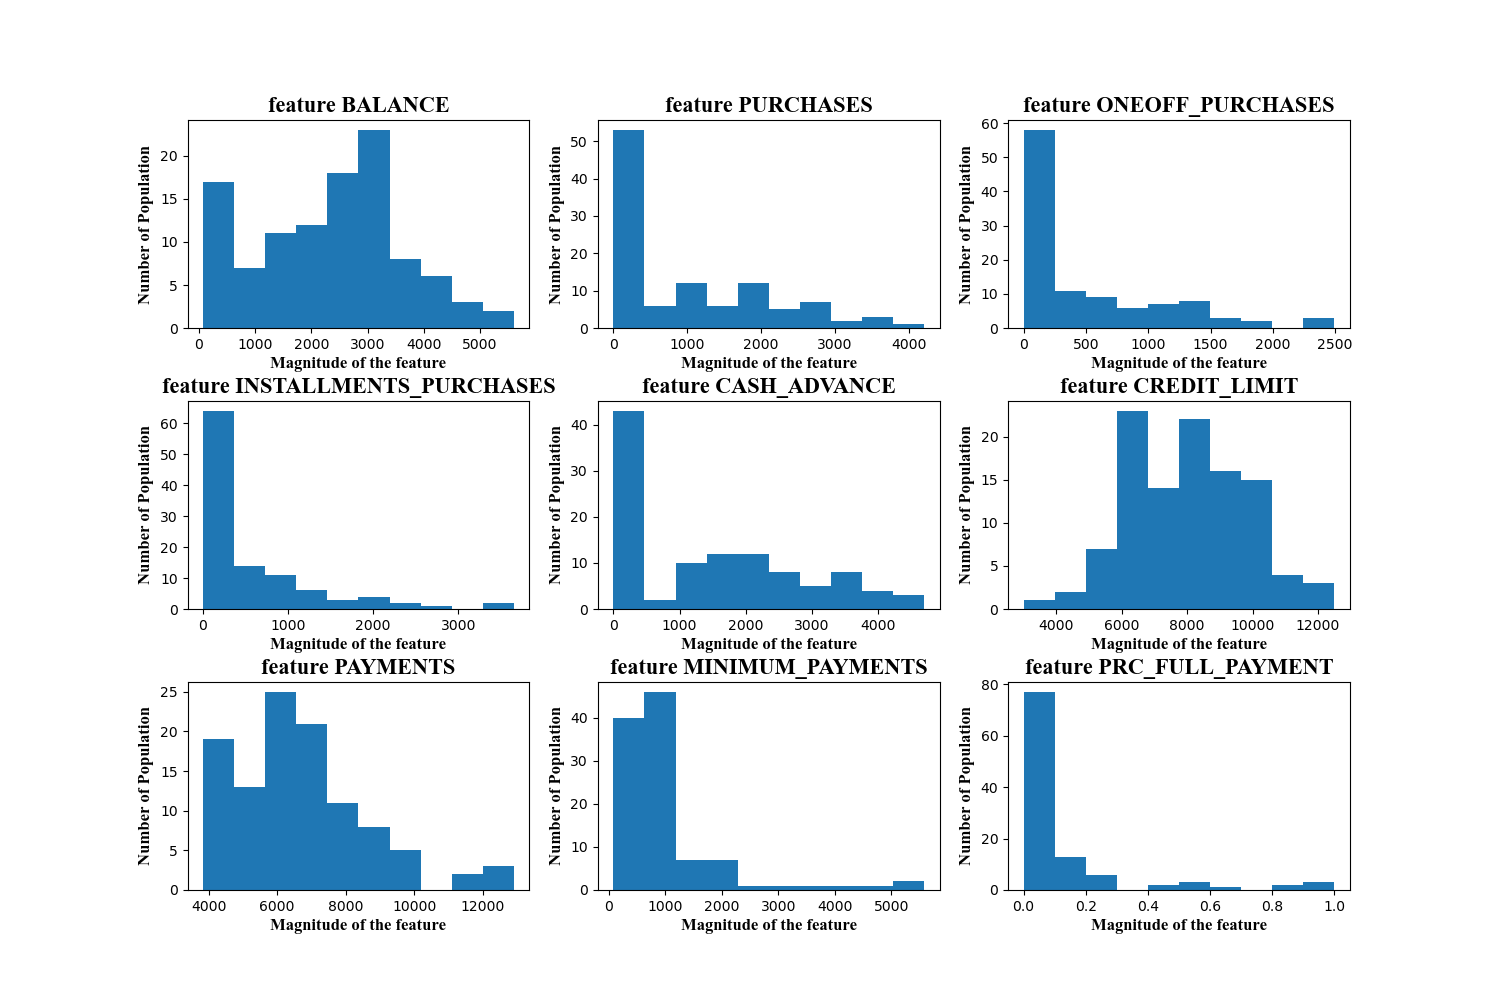 feature BALANCE
Number of Population
20
15
10
5
0
0 1000 2000 3000 4000 5000
Magnitude of the feature
feature PURCHASES
Number of Population
50
40
30
20
10
0
0 1000 2000 3000 4000
Magnitude of the feature
feature ONEOFF_PURCHASES
Number of Population
60
50
40
30
20
10
0
0 500 1000 1500 2000 2500
Magnitude of the feature
feature INSTALLMENTS_PURCHASES
Number of Population
60
50
40
30
20
10
0
0 1000 2000 3000
Magnitude of the feature
feature CASH_ADVANCE
Number of Population
40
30
20
10
0
0 1000 2000 3000 4000
Magnitude of the feature
feature CREDIT_LIMIT
Number of Population
20
15
10
5
0
4000 6000 8000 10000 12000
Magnitude of the feature
feature PAYMENTS
Number of Population
25
20
15
10
5
0
4000 6000 8000 10000 12000
Magnitude of the feature
feature MINIMUM_PAYMENTS
Number of Population
40
30
20
10
0
0 1000 2000 3000 4000 5000
Magnitude of the feature
feature PRC_FULL_PAYMENT
Number of Population
80
60
40
20
0
0.0 0.2 0.4 0.6 0.8 1.0
Magnitude of the feature